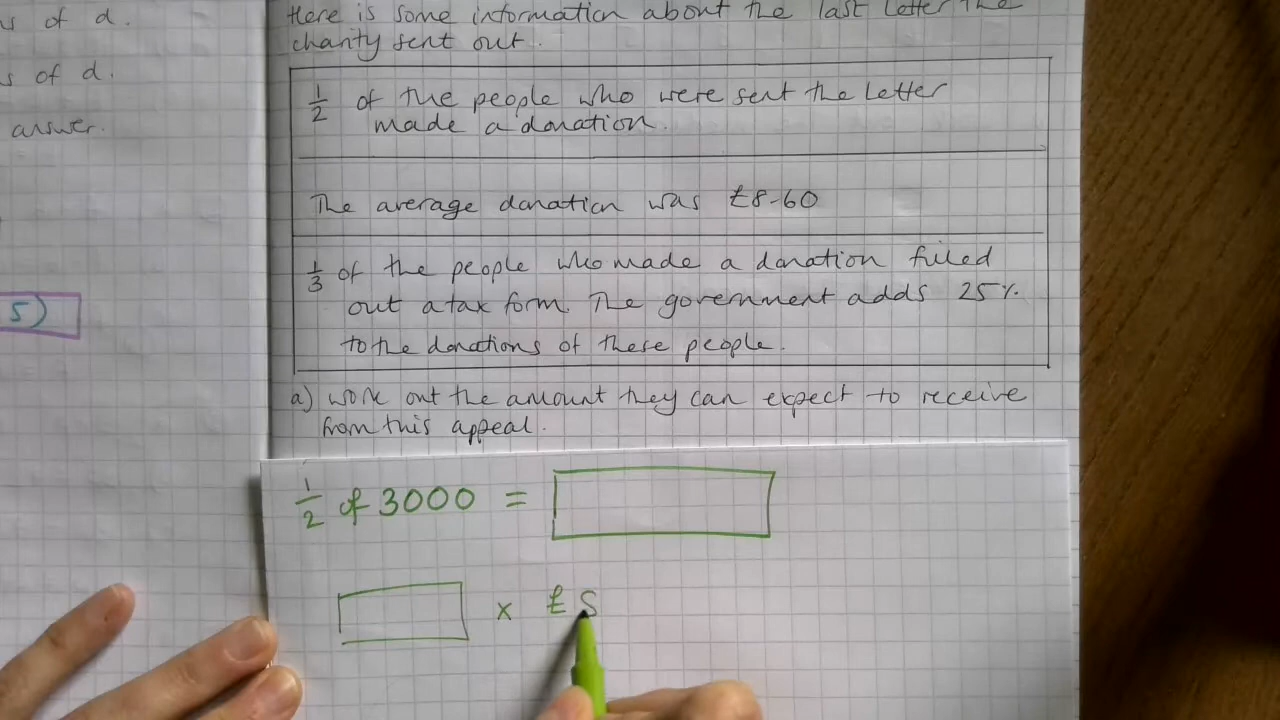 s of d.
s of d.
answer.
5)
Here is some information about the last letter the
charity sent out.
1/2 of the people who were sent the letter
made a donation.
The average donation was £8-60
1/3 of the people who made a donation filled
out a tax form. The government adds 25%
to the donations of these people.
a) work out the amount they can expect to receive
from this appeal.
1/2 of 3000 =
x £